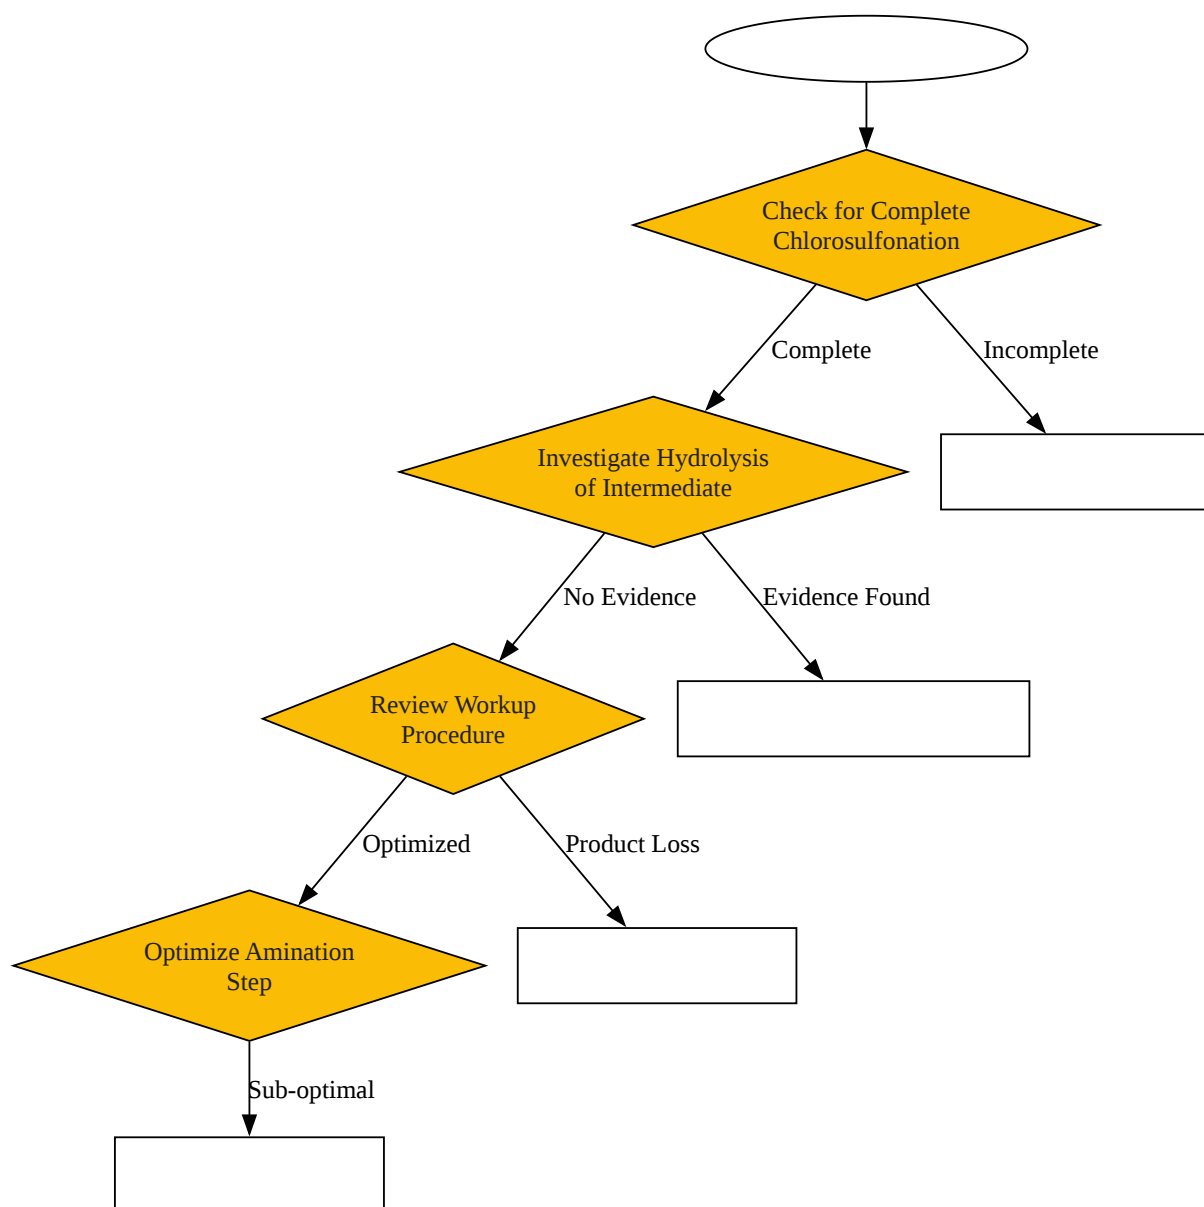 Check for Complete
Chlorosulfonation
Complete
Incomplete
Investigate Hydrolysis
of Intermediate
No Evidence
Evidence Found
Review Workup
Procedure
Optimized
Product Loss
Optimize Amination
Step
Sub-optimal